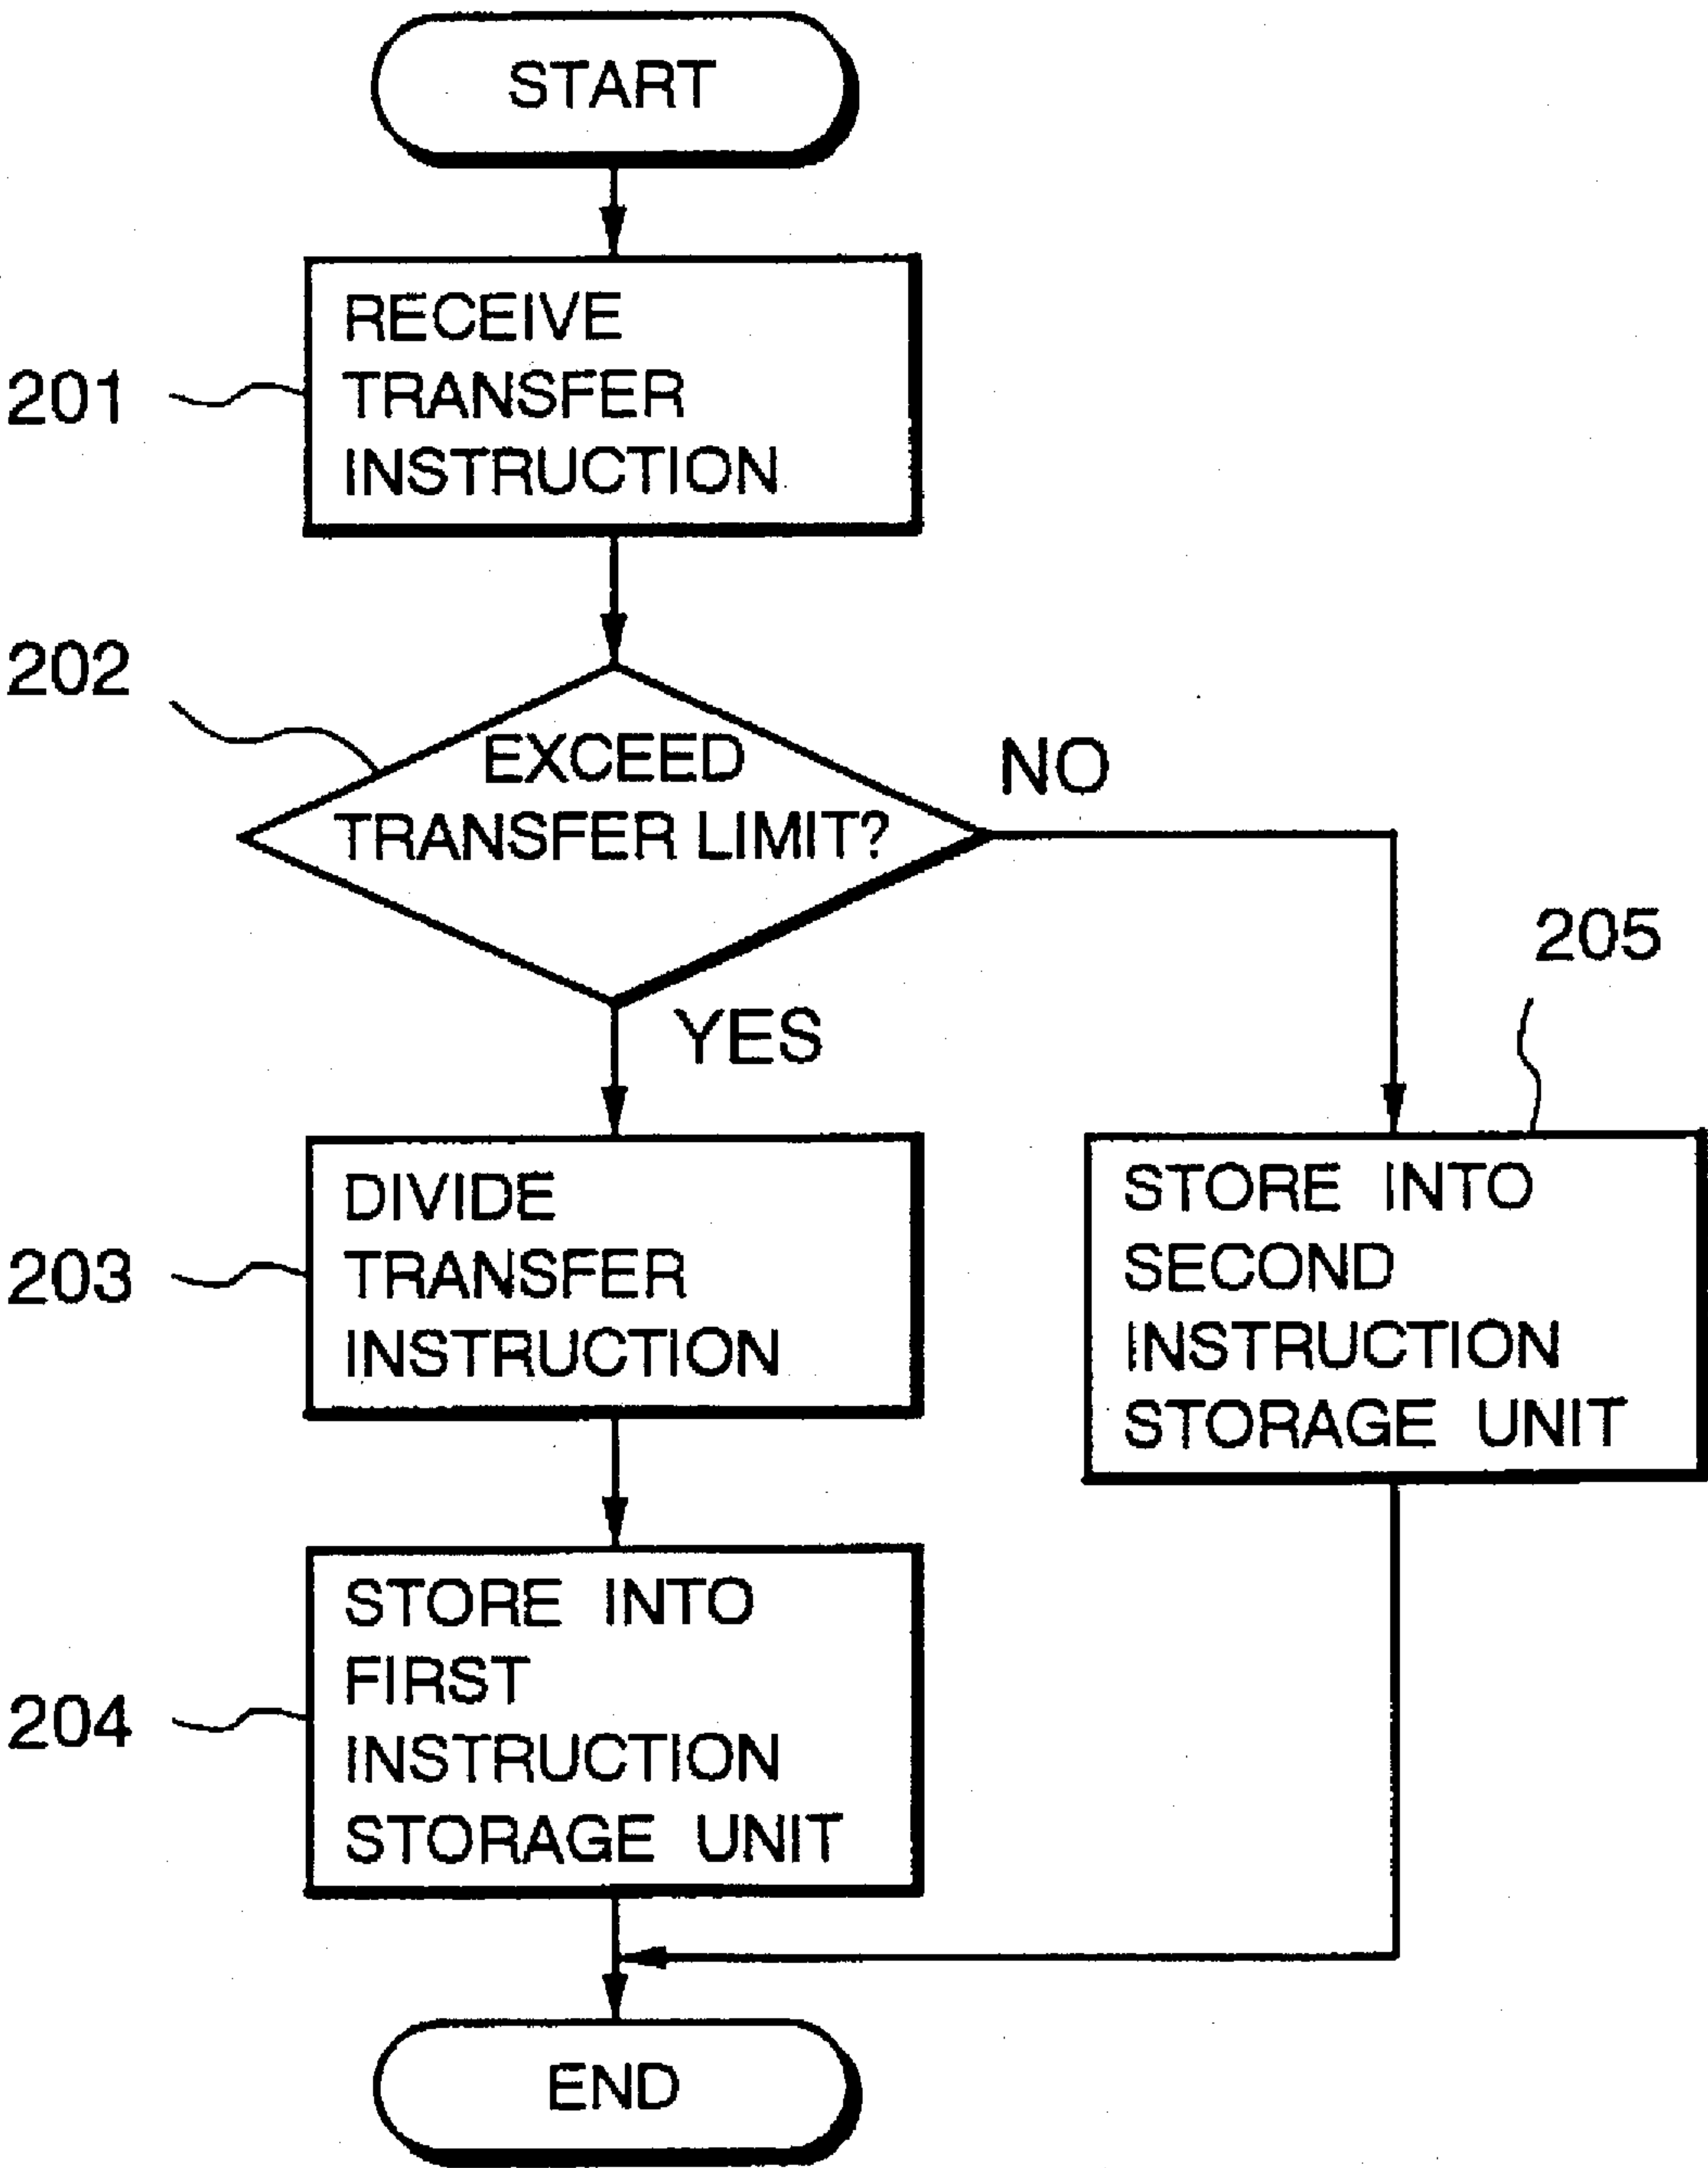 START
201
RECEIVE
TRANSFER
INSTRUCTION
202
EXCEED
TRANSFER LIMIT?
NO
YES
203
DIVIDE
TRANSFER
INSTRUCTION
205
STORE INTO
SECOND
INSTRUCTION
STORAGE UNIT
204
STORE INTO
FIRST
INSTRUCTION
STORAGE UNIT
END